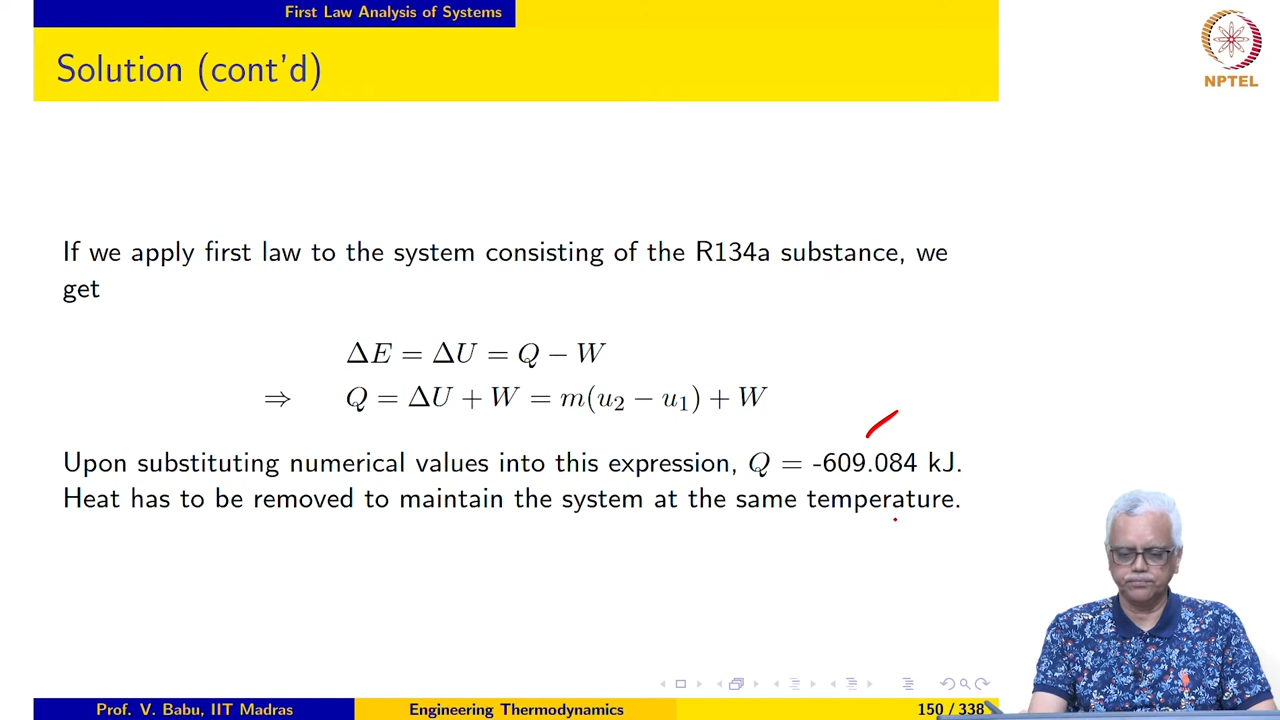 First Law Analysis of Systems
Solution (cont'd)
NPTEL
If we apply first law to the system consisting of the R134a substance, we
get
ΔE = ΔU = Q − W
⇒ Q = ΔU + W = m(u₂ − u₁) + W
Upon substituting numerical values into this expression, Q = -609.084 kJ.
Heat has to be removed to maintain the system at the same temperature.
Prof. V. Babu, IIT Madras Engineering Thermodynamics 150 / 338